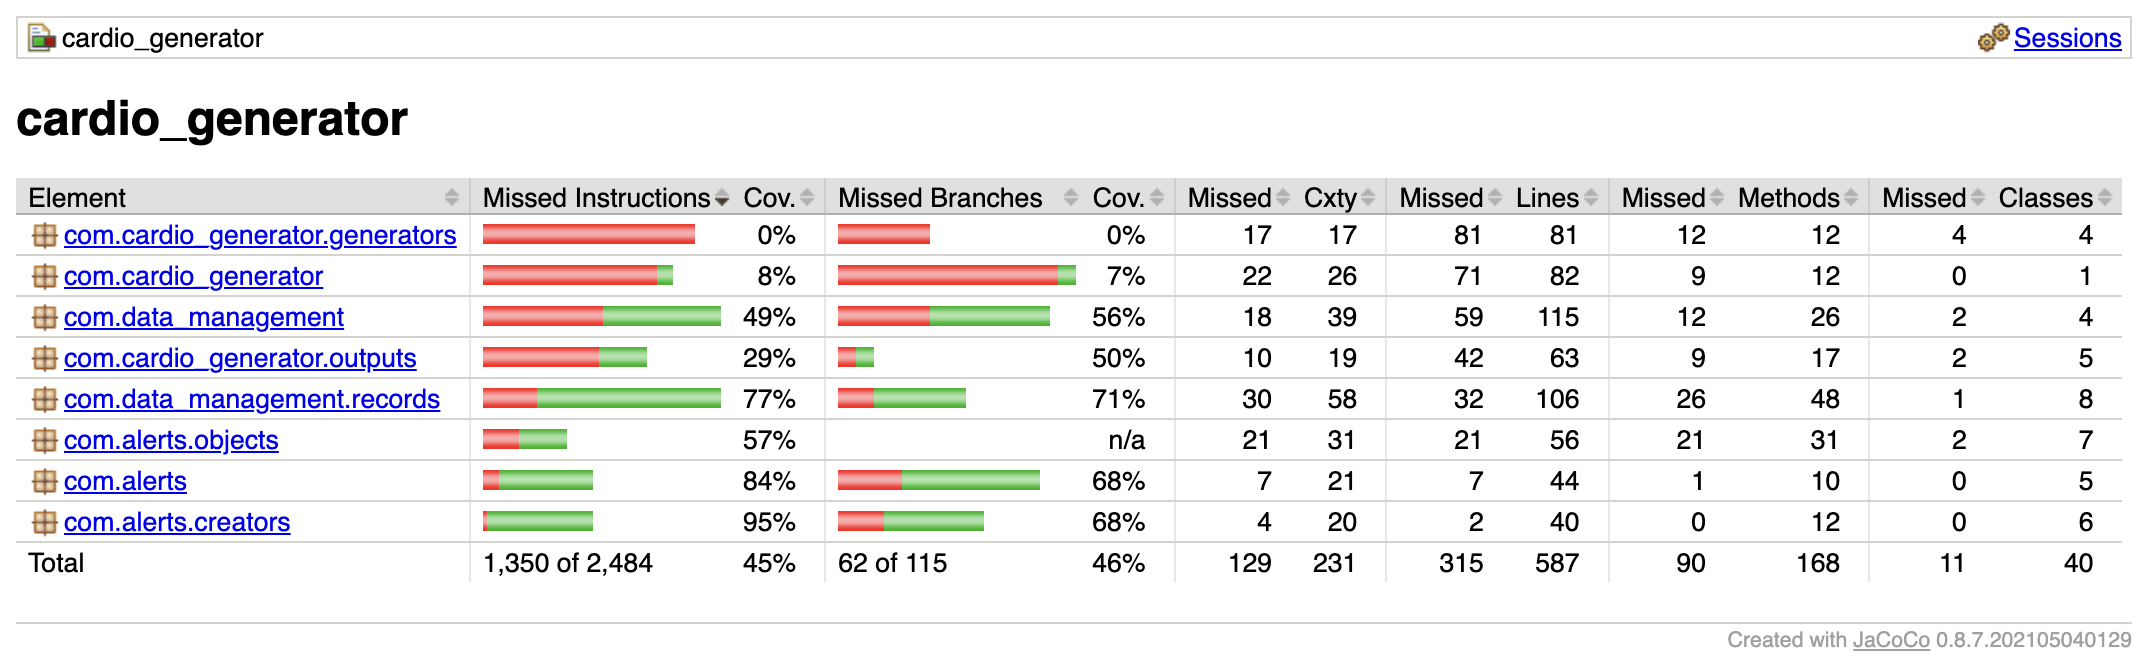 cardio_generator Sessions
cardio_generator
Element Missed Instructions Cov. Missed Branches Cov. Missed Cxty Missed Lines Missed Methods Missed Classes
com.cardio_generator.generators 0% 0% 17 17 81 81 12 12 4 4
com.cardio_generator 8% 7% 22 26 71 82 9 12 0 1
com.data_management 49% 56% 18 39 59 115 12 26 2 4
com.cardio_generator.outputs 29% 50% 10 19 42 63 9 17 2 5
com.data_management.records 77% 71% 30 58 32 106 26 48 1 8
com.alerts.objects 57% n/a 21 31 21 56 21 31 2 7
com.alerts 84% 68% 7 21 7 44 1 10 0 5
com.alerts.creators 95% 68% 4 20 2 40 0 12 0 6
Total 1,350 of 2,484 45% 62 of 115 46% 129 231 315 587 90 168 11 40
Created with JaCoCo 0.8.7.202105040129